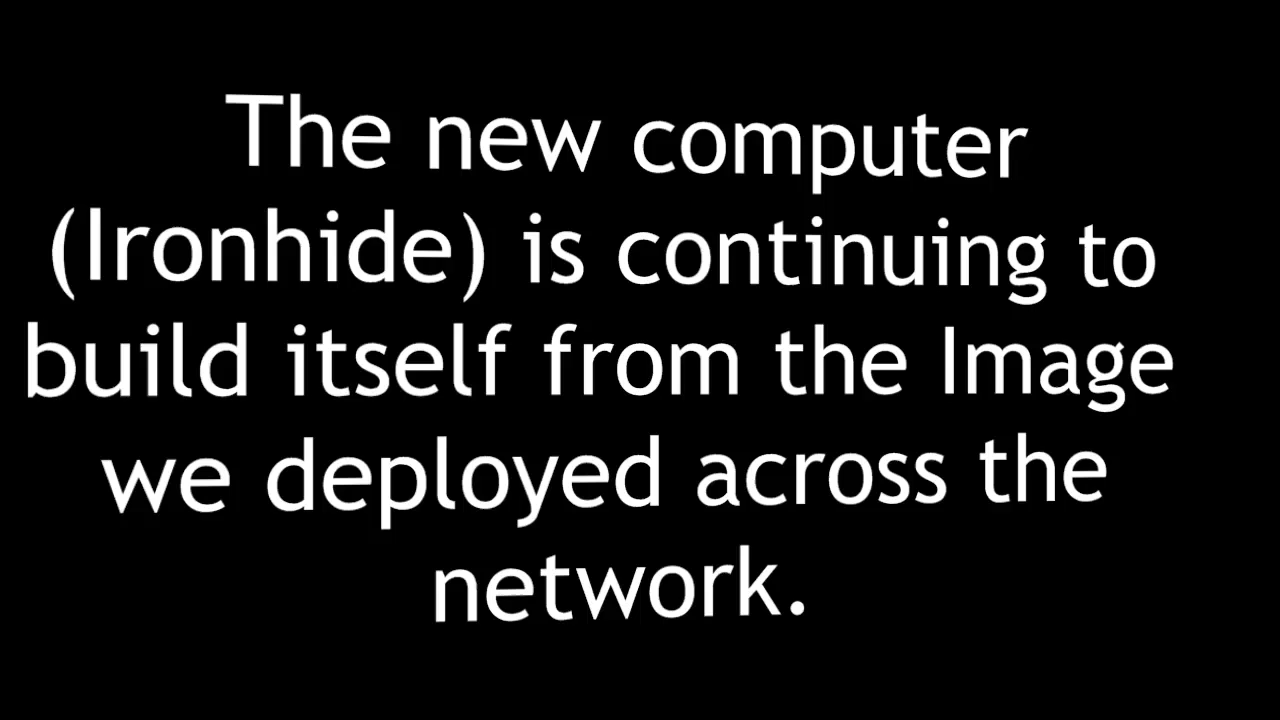 The new computer
(Ironhide) is continuing to
build itself from the Image
we deployed across the
network.